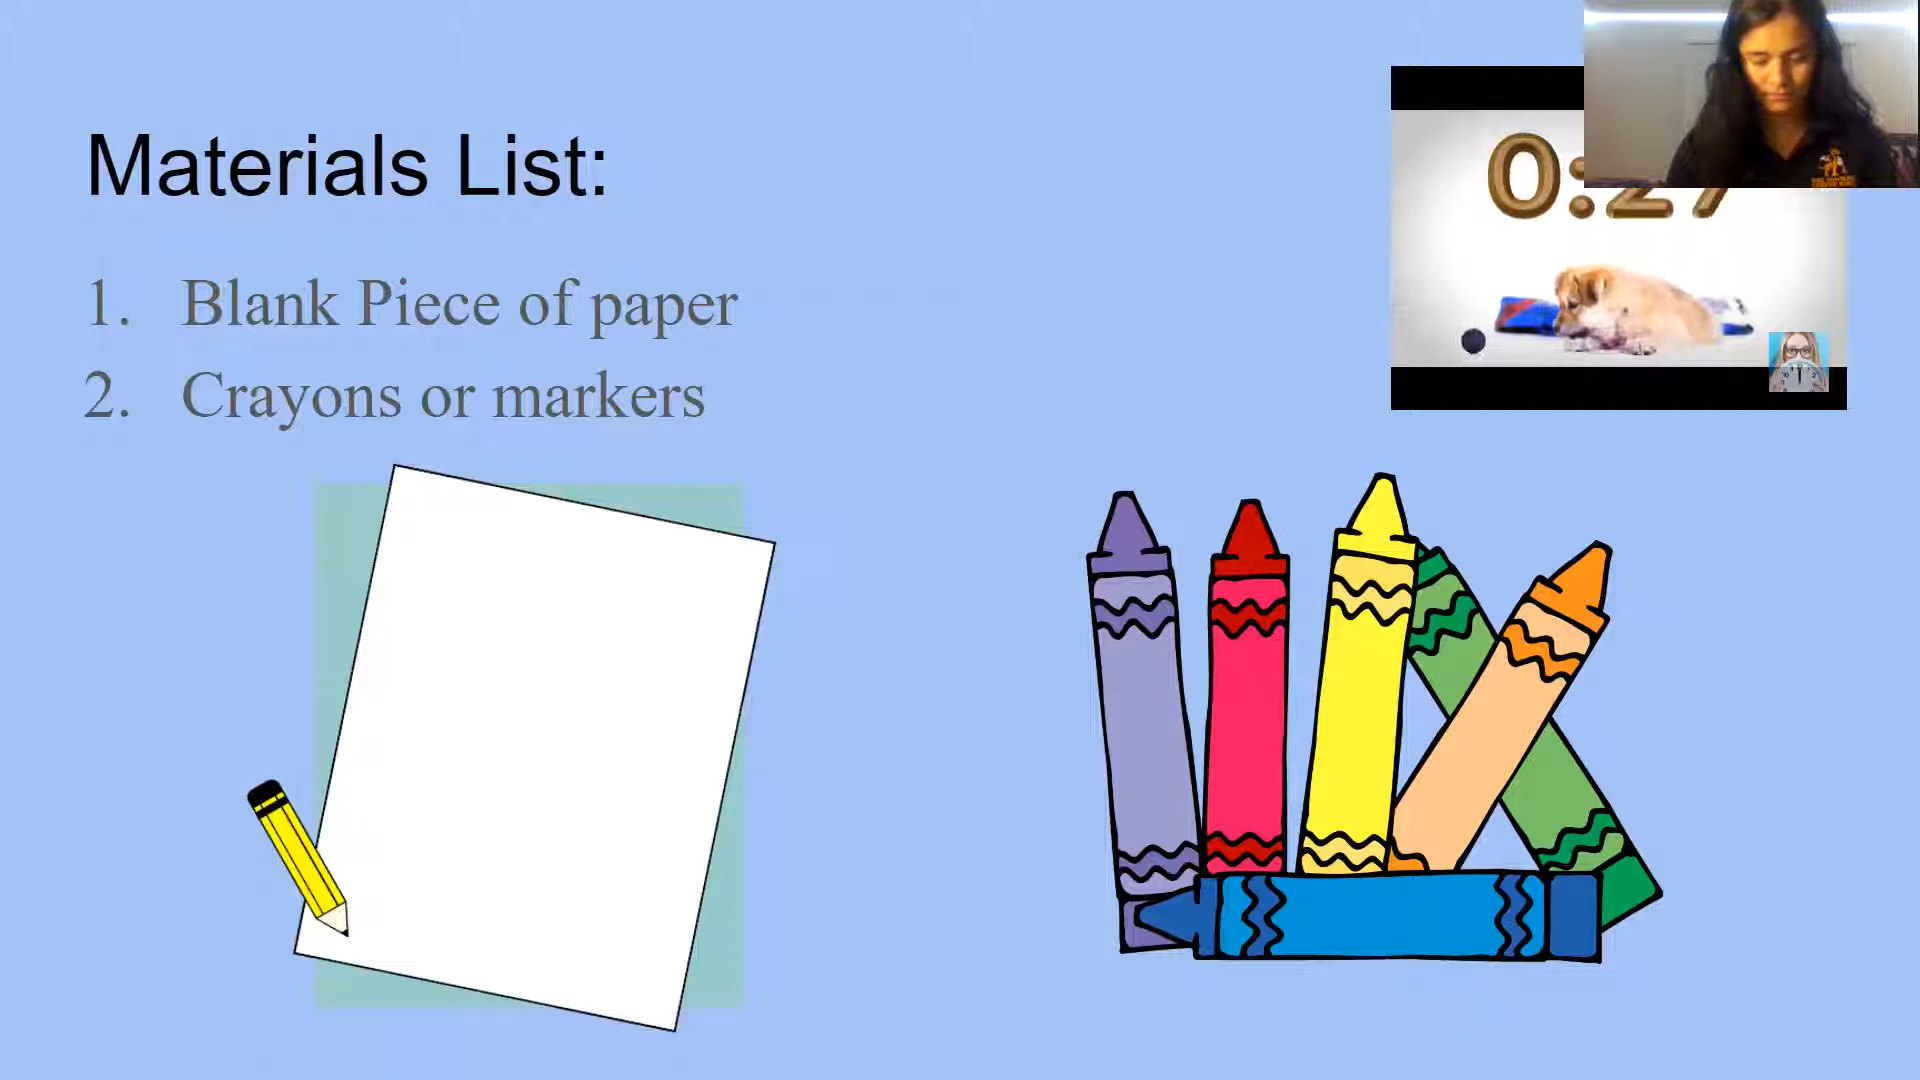 Materials List:
0:27
1. Blank Piece of paper
2. Crayons or markers